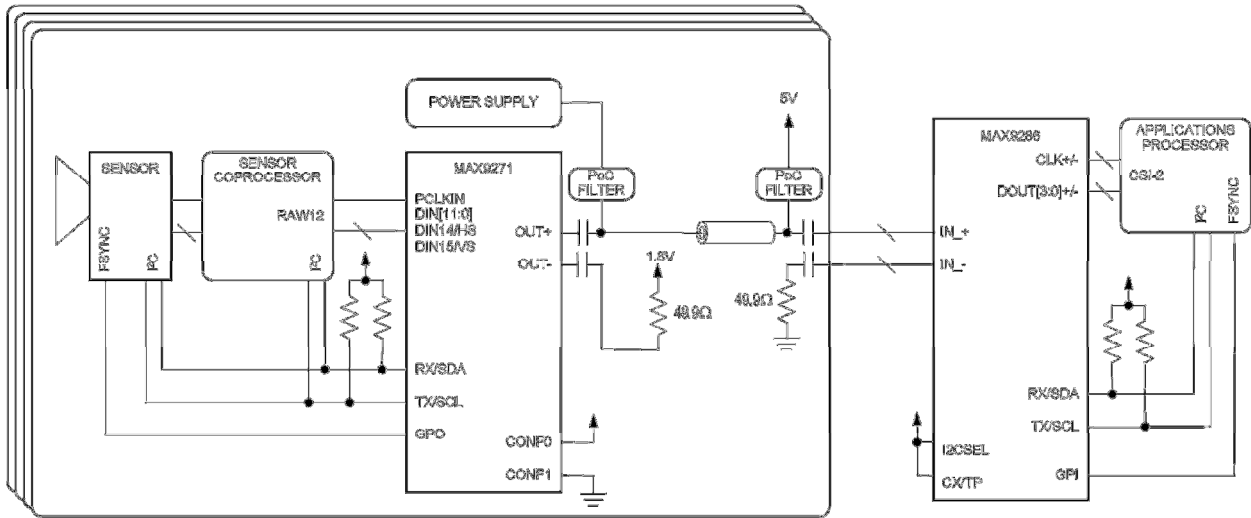 POWER SUPPLY
5V
SENSOR
FSYNC
I²C
SENSOR
COPROCESSOR
RAW12
I²C
MAX9271
PCLKIN
DIN[11:0]
DIN14/HS
DIN15/VS
OUT+
OUT-
RX/SDA
TX/SCL
GPO
CONF0
CONF1
PoC
FILTER
1.8V
49.9Ω
PoC
FILTER
49.9Ω
MAX9286
CLK+/-
DOUT[3:0]+/-
IN_+
IN_-
RX/SDA
TX/SCL
I2CSEL
CX/TP
GPI
APPLICATIONS
PROCESSOR
CSI-2
I²C
FSYNC